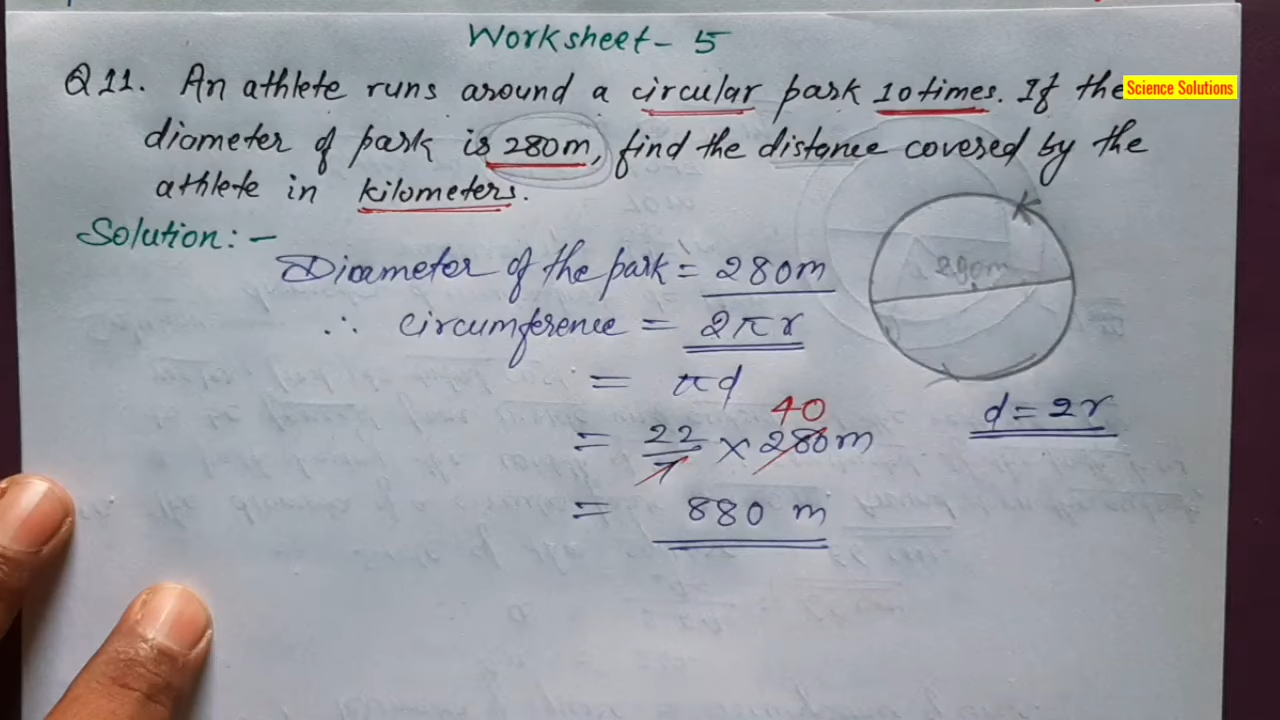 Worksheet - 5
Q11. An athlete runs around a circular park 10 times. If the
Science Solutions
diameter of park is 280m, find the distance covered by the
athlete in kilometers.
Solution:-
Diameter of the park = 280m
280m
∴ circumference = 2πr
= πd
40
= 22/7 × 280m
d = 2r
= 880 m